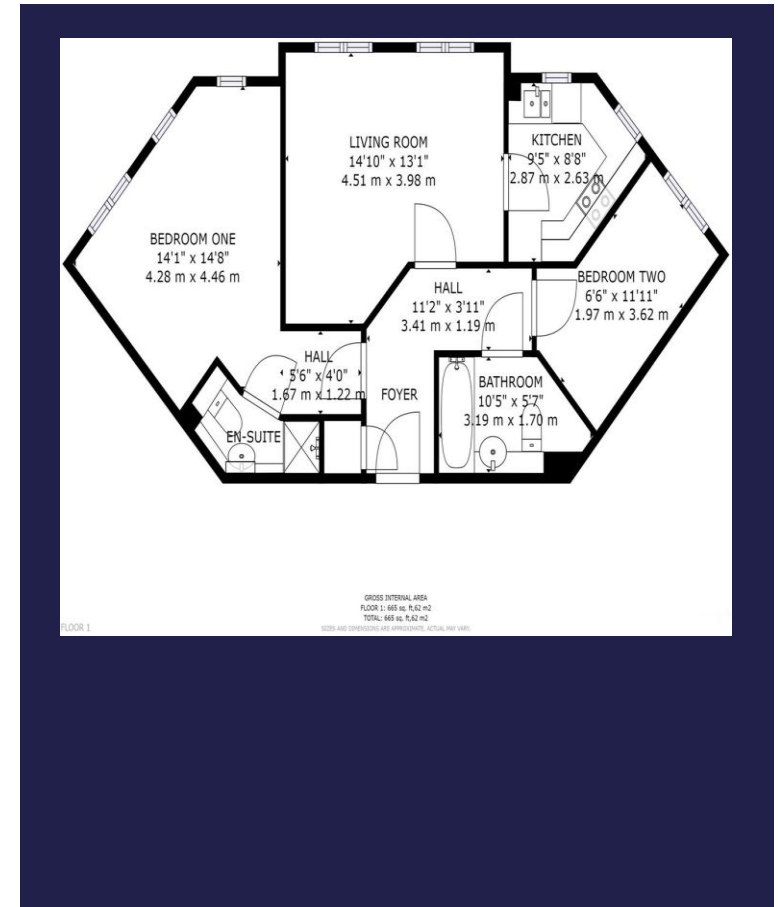 LIVING ROOM
14'10" x 13'1"
4.51 m x 3.98 m
KITCHEN
9'5" x 8'8"
2.87 m x 2.63 m
BEDROOM ONE
14'1" x 14'8"
4.28 m x 4.46 m
BEDROOM TWO
6'6" x 11'11"
1.97 m x 3.62 m
HALL
11'2" x 3'11"
3.41 m x 1.19 m
HALL
5'6" x 4'0"
1.67 m x 1.22 m
FOYER
BATHROOM
10'5" x 5'7"
3.19 m x 1.70 m
EN-SUITE
GROSS INTERNAL AREA
FLOOR 1: 665 sq. ft,62 m2
TOTAL: 665 sq. ft,62 m2
SIZES AND DIMENSIONS ARE APPROXIMATE, ACTUAL MAY VARY.
FLOOR 1